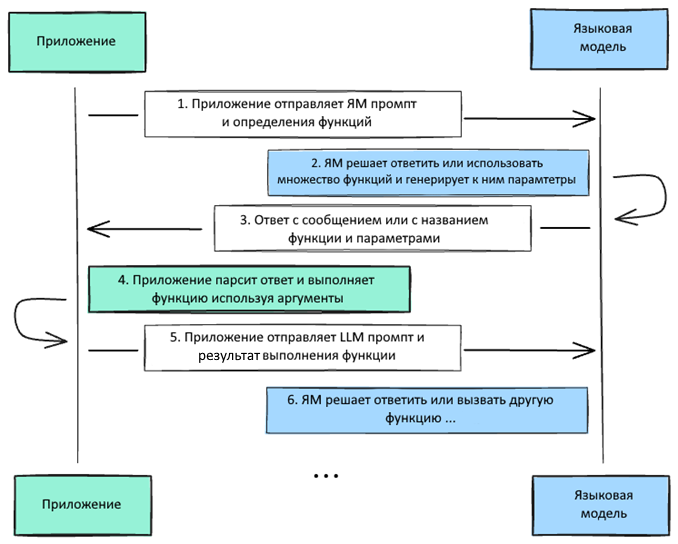 Приложение
Языковая
модель
1. Приложение отправляет ЯМ промпт
и определения функций
2. ЯМ решает ответить или использовать
множество функций и генерирует к ним парамтетры
3. Ответ с сообщением или с названием
функции и параметрами
4. Приложение парсит ответ и выполняет
функцию используя аргументы
5. Приложение отправляет LLM промпт и
результат выполнения функции
6. ЯМ решает ответить или вызвать другую
функцию ...
...
Приложение
Языковая
модель